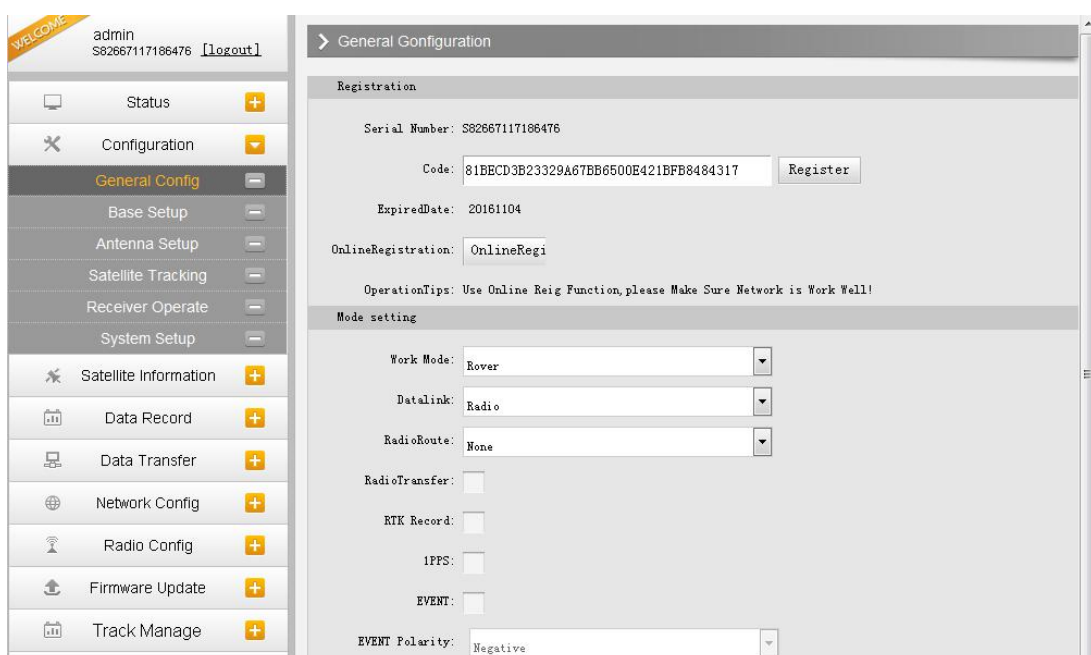 WELCOME
admin
S82667117186476 [logout]
Status
Configuration
General Config
Base Setup
Antenna Setup
Satellite Tracking
Receiver Operate
System Setup
Satellite Information
Data Record
Data Transfer
Network Config
Radio Config
Firmware Update
Track Manage
General Gonfiguration
Registration
Serial Number: S82667117186476
Code: 81BECD3B23329A67BB6500E421BFB8484317 Register
ExpiredDate: 20161104
OnlineRegistration: OnlineRegi
OperationTips: Use Online Reig Function,please Make Sure Network is Work Well!
Mode setting
Work Mode: Rover
Datalink: Radio
RadioRoute: None
RadioTransfer:
RTK Record:
1PPS:
EVENT:
EVENT Polarity: Negative